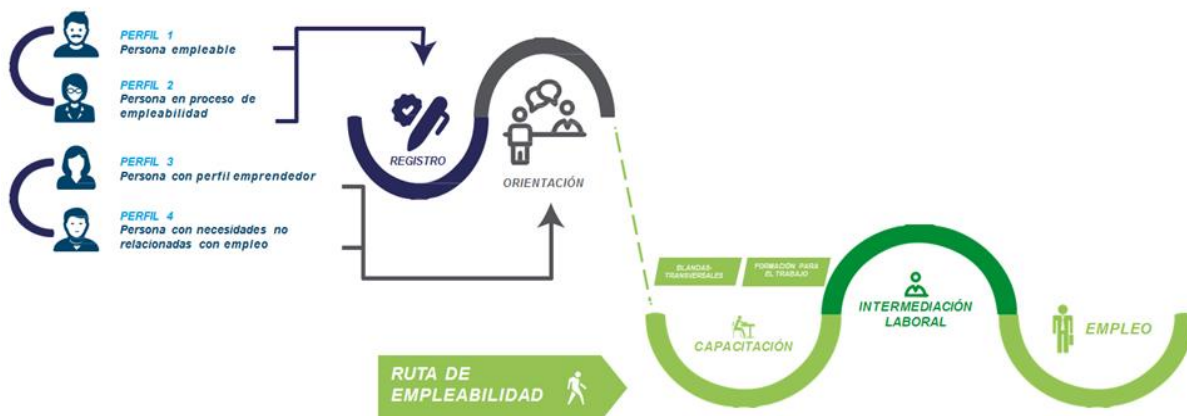 PERFIL 1
Persona empleable
PERFIL 2
Persona en proceso de
empleabilidad
PERFIL 3
Persona con perfil emprendedor
PERFIL 4
Persona con necesidades no
relacionadas con empleo
REGISTRO
ORIENTACIÓN
BLANDAS-
TRANSVERSALES
FORMACIÓN PARA
EL TRABAJO
CAPACITACIÓN
INTERMEDIACIÓN
LABORAL
EMPLEO
RUTA DE
EMPLEABILIDAD